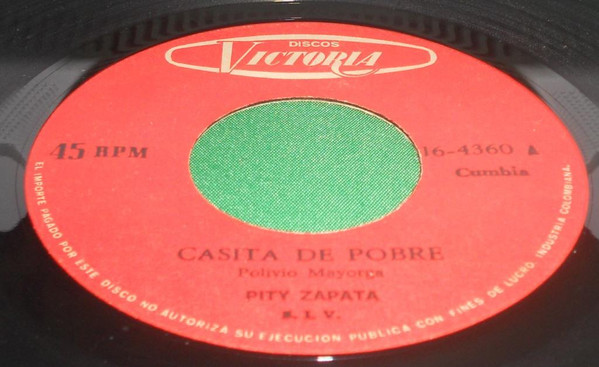 DISCOS
VICTORIA
45 RPM
16-4360 A
Cumbia
CASITA DE POBRE
Polivio Mayorga
PITY ZAPATA
S. I. V.
EL IMPORTE PAGADO POR ESTE DISCO NO AUTORIZA SU EJECUCION PUBLICA CON FINES DE LUCRO. INDUSTRIA COLOMBIANA.